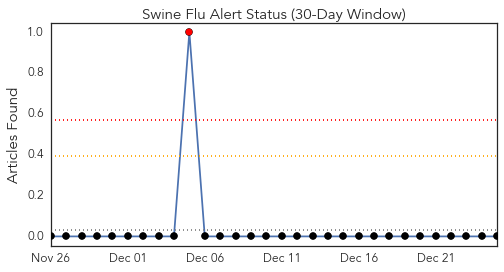 Swine Flu Alert Status (30-Day Window)
Articles Found
1.0
0.8
0.6
0.4
0.2
0.0
Nov 26 Dec 01 Dec 06 Dec 11 Dec 16 Dec 21